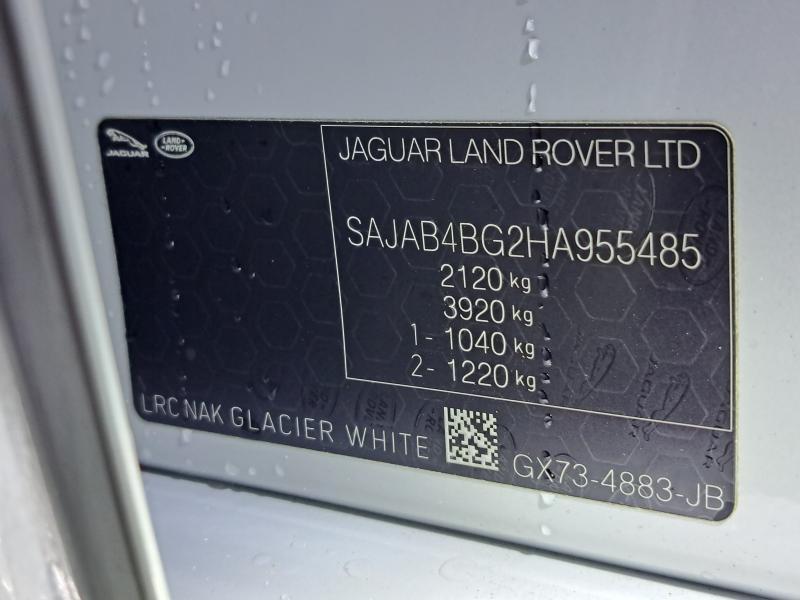 JAGUAR
LAND-
-ROVER
JAGUAR LAND ROVER LTD
SAJAB4BG2HA955485
2120 kg
3920 kg
1- 1040 kg
2- 1220 kg
LRC NAK GLACIER WHITE
GX73-4883-JB